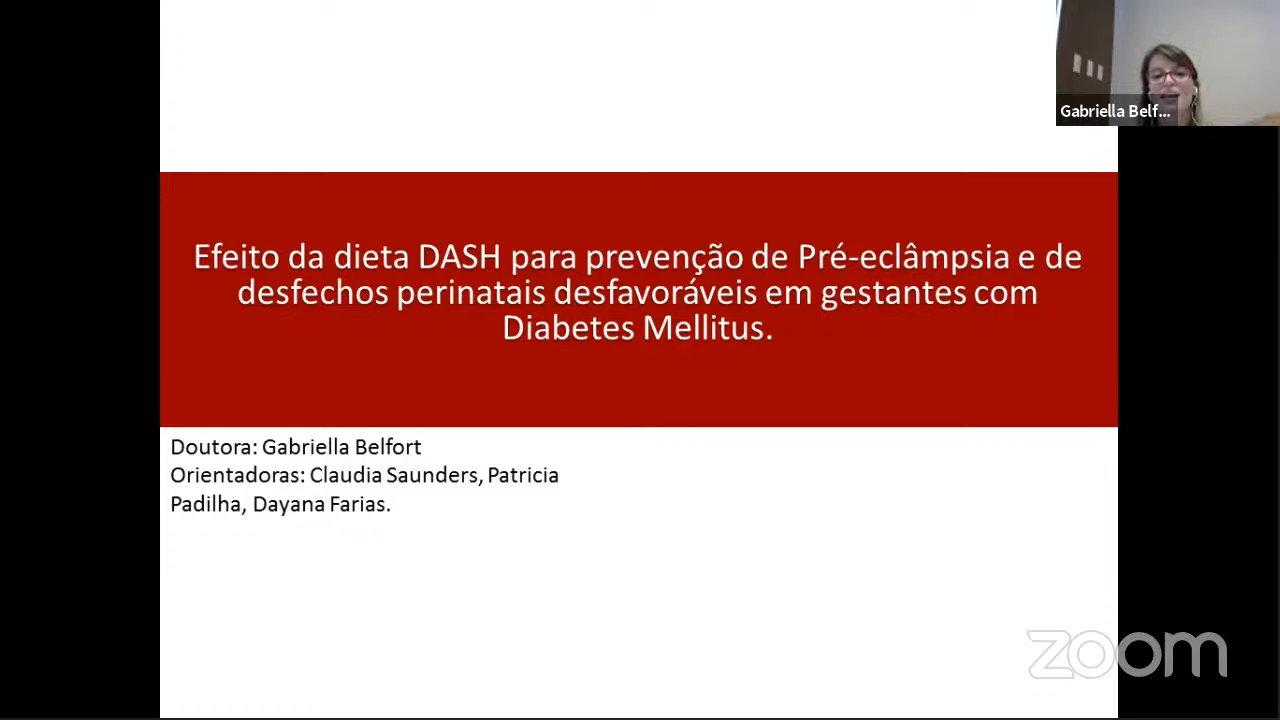 Gabriella Belf...
Efeito da dieta DASH para prevenção de Pré-eclâmpsia e de
desfechos perinatais desfavoráveis em gestantes com
Diabetes Mellitus.
Doutora: Gabriella Belfort
Orientadoras: Claudia Saunders, Patricia
Padilha, Dayana Farias.
zoom